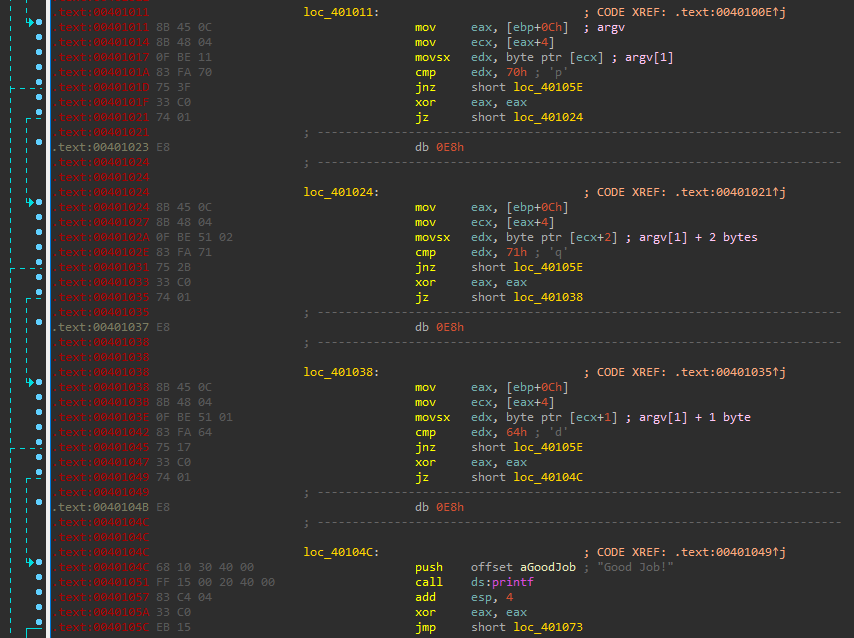 .text:00401011 loc_401011: ; CODE XREF: .text:0040100E↑j
.text:00401011 8B 45 0C mov eax, [ebp+0Ch] ; argv
.text:00401014 8B 48 04 mov ecx, [eax+4]
.text:00401017 0F BE 11 movsx edx, byte ptr [ecx] ; argv[1]
.text:0040101A 83 FA 70 cmp edx, 70h ; 'p'
.text:0040101D 75 3F jnz short loc_40105E
.text:0040101F 33 C0 xor eax, eax
.text:00401021 74 01 jz short loc_401024
.text:00401021 ; ---------------------------------------------------------------------------
.text:00401023 E8 db 0E8h
.text:00401024 ; ---------------------------------------------------------------------------
.text:00401024
.text:00401024 loc_401024: ; CODE XREF: .text:00401021↑j
.text:00401024 8B 45 0C mov eax, [ebp+0Ch]
.text:00401027 8B 48 04 mov ecx, [eax+4]
.text:0040102A 0F BE 51 02 movsx edx, byte ptr [ecx+2] ; argv[1] + 2 bytes
.text:0040102E 83 FA 71 cmp edx, 71h ; 'q'
.text:00401031 75 2B jnz short loc_40105E
.text:00401033 33 C0 xor eax, eax
.text:00401035 74 01 jz short loc_401038
.text:00401035 ; ---------------------------------------------------------------------------
.text:00401037 E8 db 0E8h
.text:00401038 ; ---------------------------------------------------------------------------
.text:00401038
.text:00401038 loc_401038: ; CODE XREF: .text:00401035↑j
.text:00401038 8B 45 0C mov eax, [ebp+0Ch]
.text:0040103B 8B 48 04 mov ecx, [eax+4]
.text:0040103E 0F BE 51 01 movsx edx, byte ptr [ecx+1] ; argv[1] + 1 byte
.text:00401042 83 FA 64 cmp edx, 64h ; 'd'
.text:00401045 75 17 jnz short loc_40105E
.text:00401047 33 C0 xor eax, eax
.text:00401049 74 01 jz short loc_40104C
.text:00401049 ; ---------------------------------------------------------------------------
.text:0040104B E8 db 0E8h
.text:0040104C ; ---------------------------------------------------------------------------
.text:0040104C
.text:0040104C loc_40104C: ; CODE XREF: .text:00401049↑j
.text:0040104C 68 10 30 40 00 push offset aGoodJob ; "Good Job!"
.text:00401051 FF 15 00 20 40 00 call ds:printf
.text:00401057 83 C4 04 add esp, 4
.text:0040105A 33 C0 xor eax, eax
.text:0040105C EB 15 jmp short loc_401073